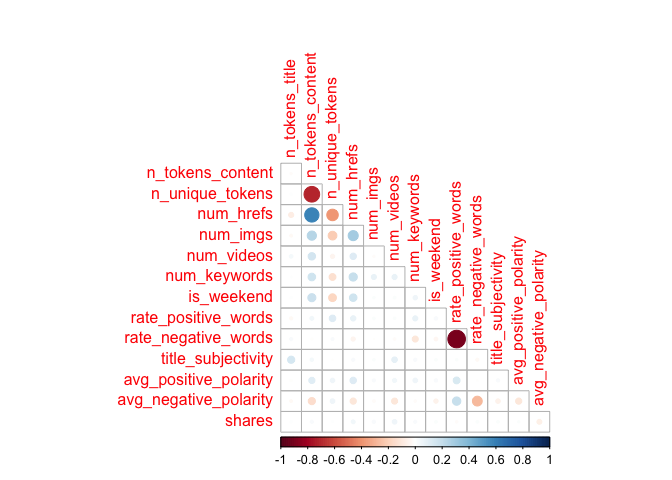 n_tokens_title
n_tokens_content
n_unique_tokens
num_hrefs
num_imgs
num_videos
num_keywords
is_weekend
rate_positive_words
rate_negative_words
title_subjectivity
avg_positive_polarity
avg_negative_polarity
n_tokens_content
n_unique_tokens
num_hrefs
num_imgs
num_videos
num_keywords
is_weekend
rate_positive_words
rate_negative_words
title_subjectivity
avg_positive_polarity
avg_negative_polarity
shares
-1 -0.8 -0.6 -0.4 -0.2 0 0.2 0.4 0.6 0.8 1